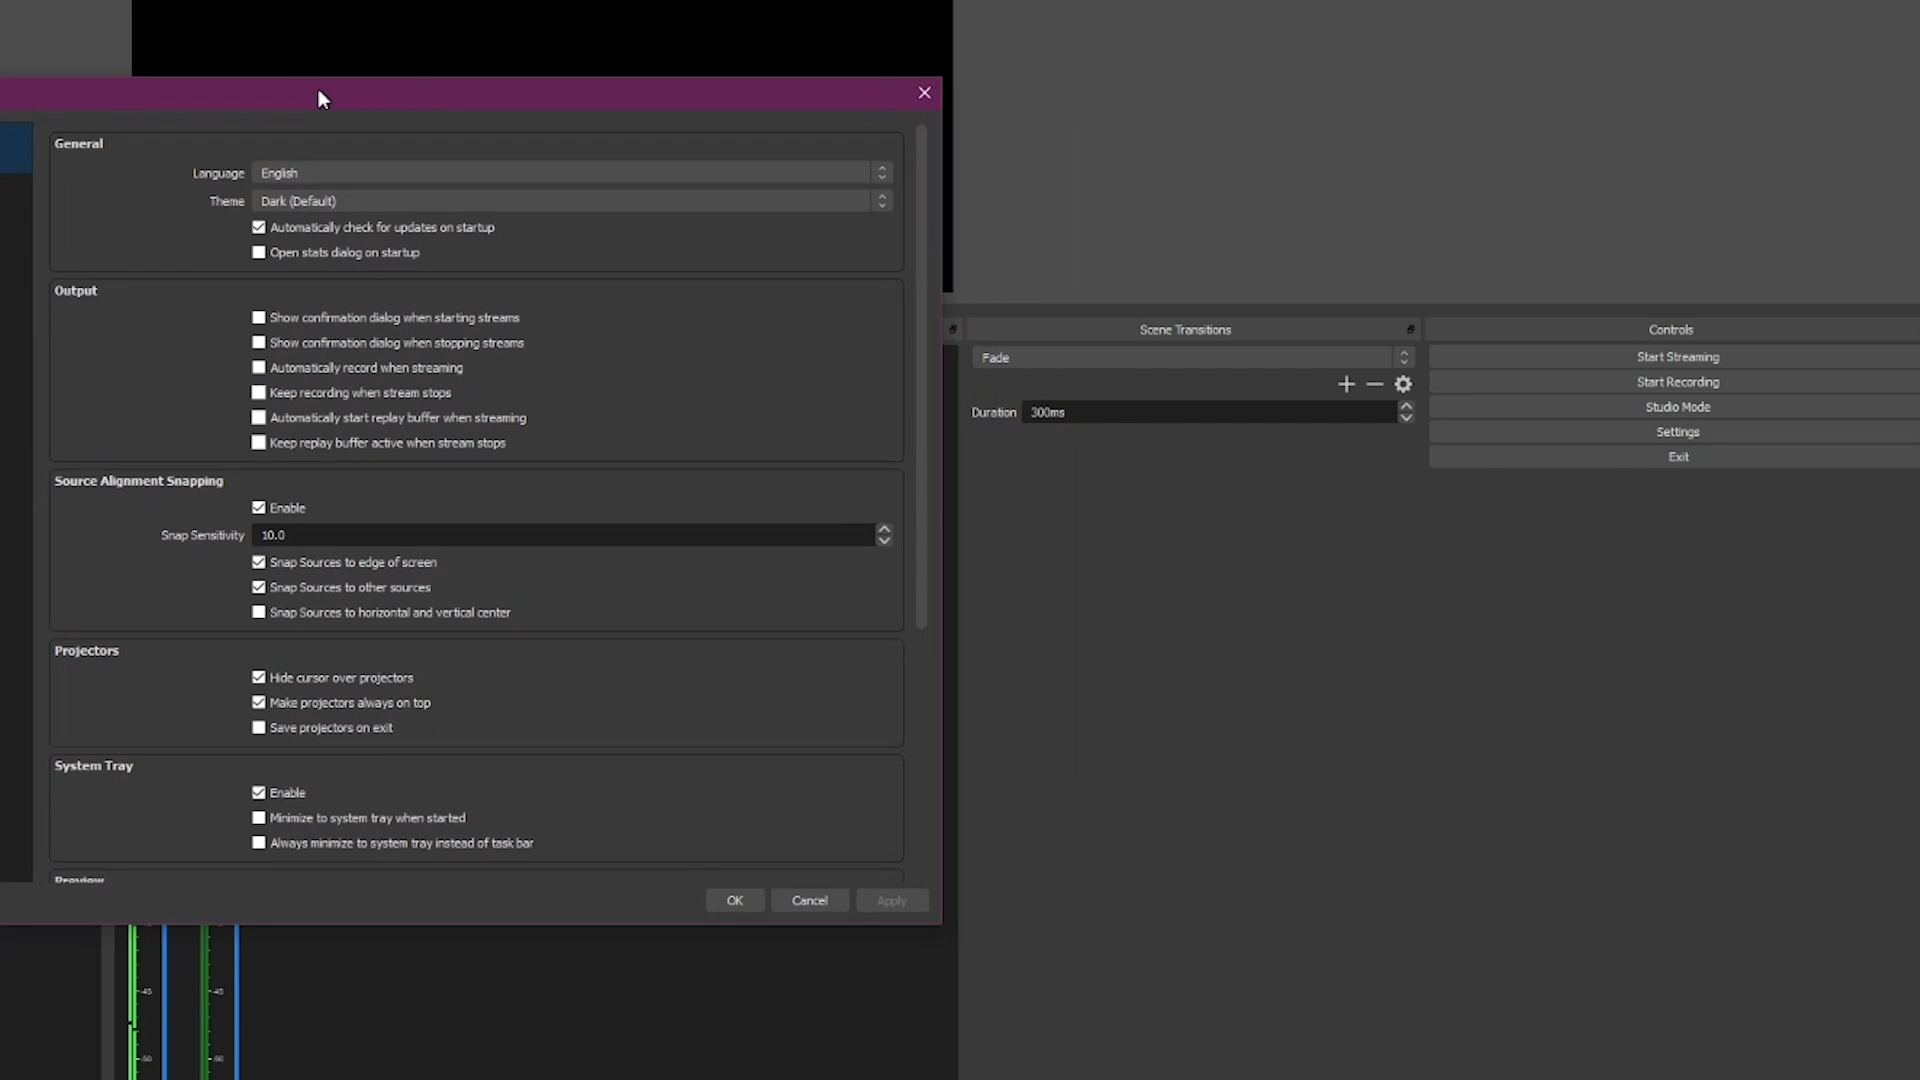 General
Language English
Theme Dark (Default)
Automatically check for updates on startup
Open stats dialog on startup
Output
Show confirmation dialog when starting streams
Show confirmation dialog when stopping streams
Automatically record when streaming
Keep recording when stream stops
Automatically start replay buffer when streaming
Keep replay buffer active when stream stops
Source Alignment Snapping
Enable
Snap Sensitivity 10.0
Snap Sources to edge of screen
Snap Sources to other sources
Snap Sources to horizontal and vertical center
Projectors
Hide cursor over projectors
Make projectors always on top
Save projectors on exit
System Tray
Enable
Minimize to system tray when started
Always minimize to system tray instead of task bar
Preview
OK Cancel Apply
Scene Transitions
Fade
Duration 300ms
Controls
Start Streaming
Start Recording
Studio Mode
Settings
Exit
-45 -45
-50 -50